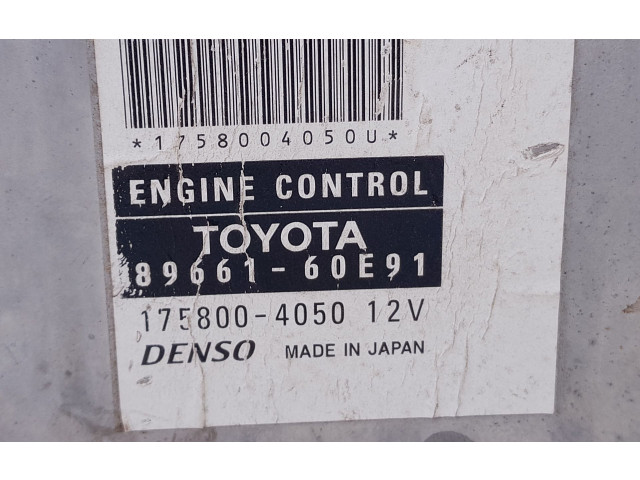 *1758004050U*
ENGINE CONTROL
TOYOTA
89661-60E91
175800-4050 12V
DENSO MADE IN JAPAN